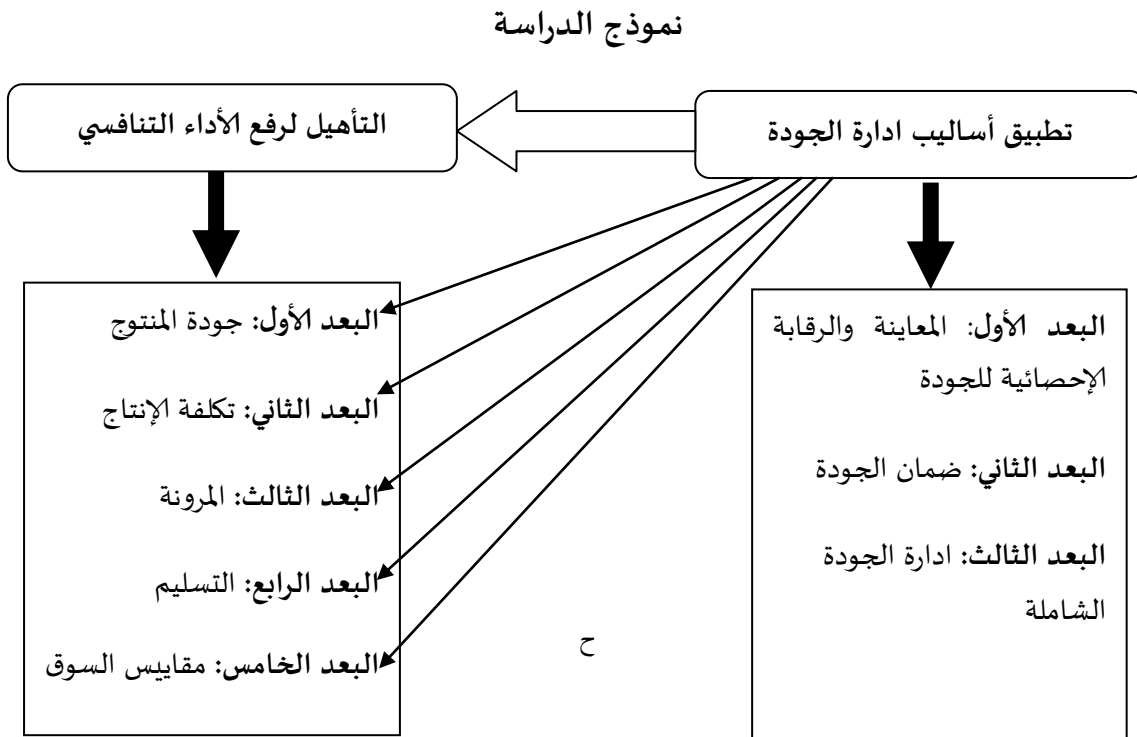 نموذج الدراسة
تطبيق أساليب ادارة الجودة
التأهيل لرفع الأداء التنافسي
البعد الأول: المعاينة والرقابة
الإحصائية للجودة
البعد الثاني: ضمان الجودة
البعد الثالث: ادارة الجودة
الشاملة
البعد الأول: جودة المنتوج
البعد الثاني: تكلفة الإنتاج
البعد الثالث: المرونة
البعد الرابع: التسليم
البعد الخامس: مقاييس السوق
ح